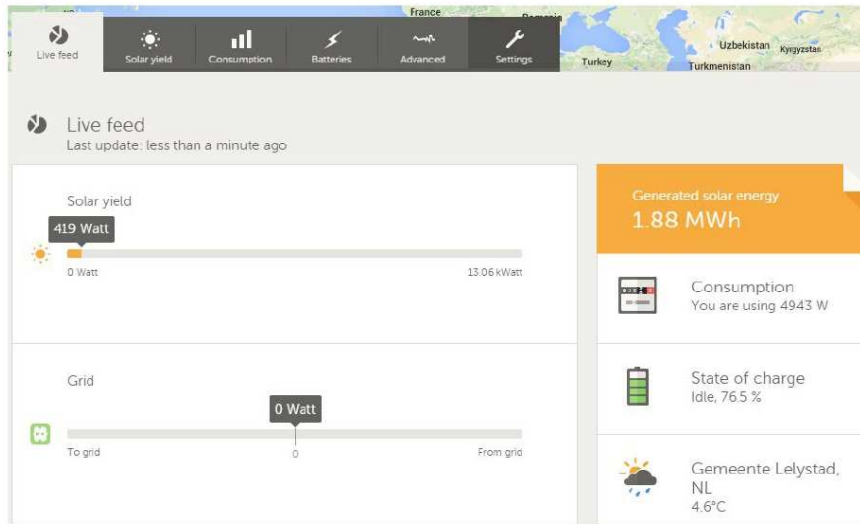 France
Romania
Uzbekistan
Kyrgyzstan
Turkey
Turkmenistan
Live feed
Solar yield
Consumption
Batteries
Advanced
Settings
Live feed
Last update: less than a minute ago
Solar yield
419 Watt
0 Watt
13.06 kWatt
Grid
0 Watt
To grid
0
From grid
Generated solar energy
1.88 MWh
Consumption
You are using 4943 W
State of charge
Idle, 76.5 %
Gemeente Lelystad,
NL
4.6°C